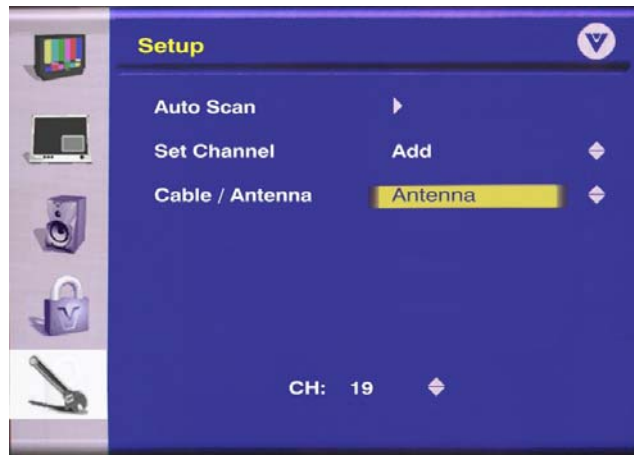 Setup
Auto Scan
Set Channel Add
Cable / Antenna Antenna
CH: 19